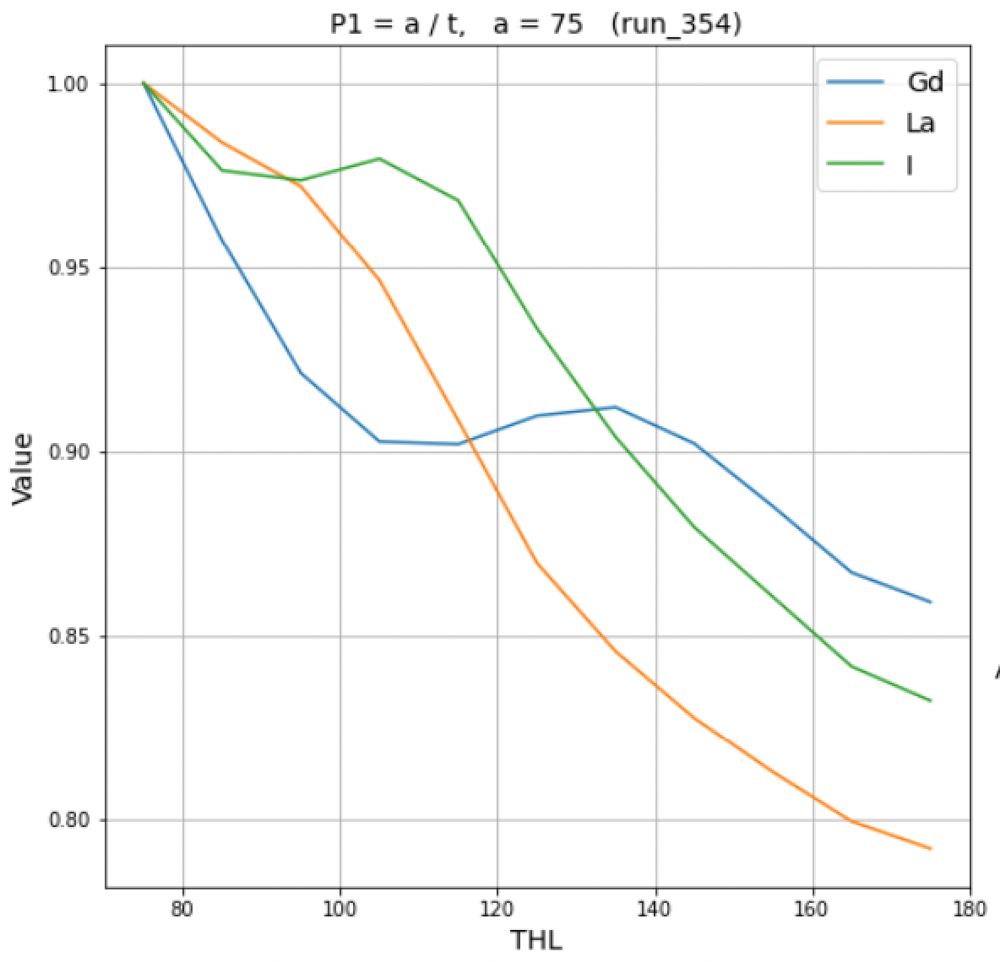 P1 = a / t, a = 75 (run_354)
Gd
La
I
1.00
0.95
0.90
0.85
0.80
Value
80 100 120 140 160 180
THL